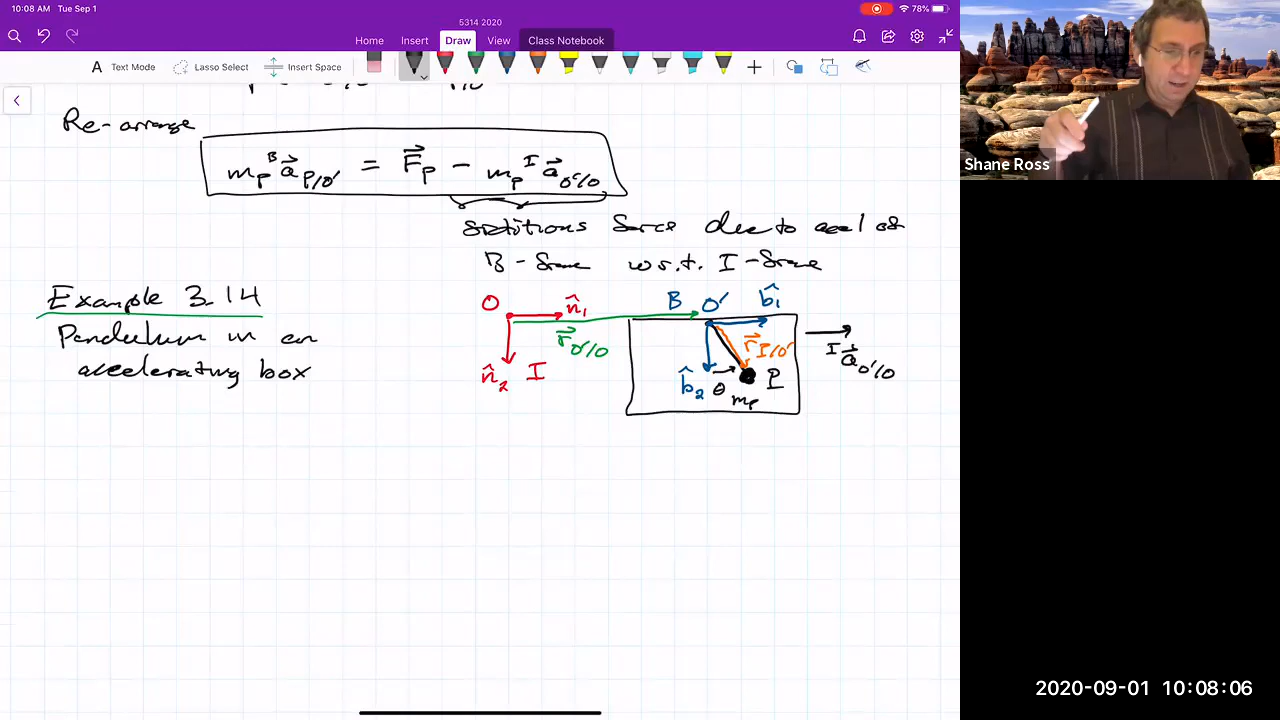 10:08 AM Tue Sep 1
78%
5314 2020
Home Insert Draw View Class Notebook
Text Mode Lasso Select Insert Space
Re-arrange
m_P ᴮa⃗_P/O' = F⃗_P − m_P ᴵa⃗_O'/O
fictitious force due to accel of
B-frame w.r.t. I-frame
Example 3.14
Pendulum in an
accelerating box
O n̂₁ B O' b̂₁
r⃗_O'/O r⃗_P/O' ᴵa⃗_O'/O
n̂₂ I b̂₂ θ P
m_P
Shane Ross
2020-09-01 10:08:06